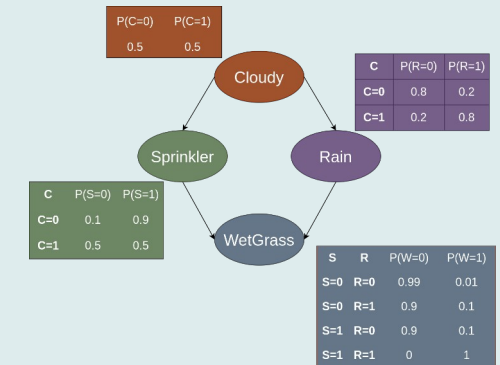 P(C=0) P(C=1)
0.5 0.5
Cloudy
C P(R=0) P(R=1)
C=0 0.8 0.2
C=1 0.2 0.8
Sprinkler
Rain
C P(S=0) P(S=1)
C=0 0.1 0.9
C=1 0.5 0.5
WetGrass
S R P(W=0) P(W=1)
S=0 R=0 0.99 0.01
S=0 R=1 0.9 0.1
S=1 R=0 0.9 0.1
S=1 R=1 0 1